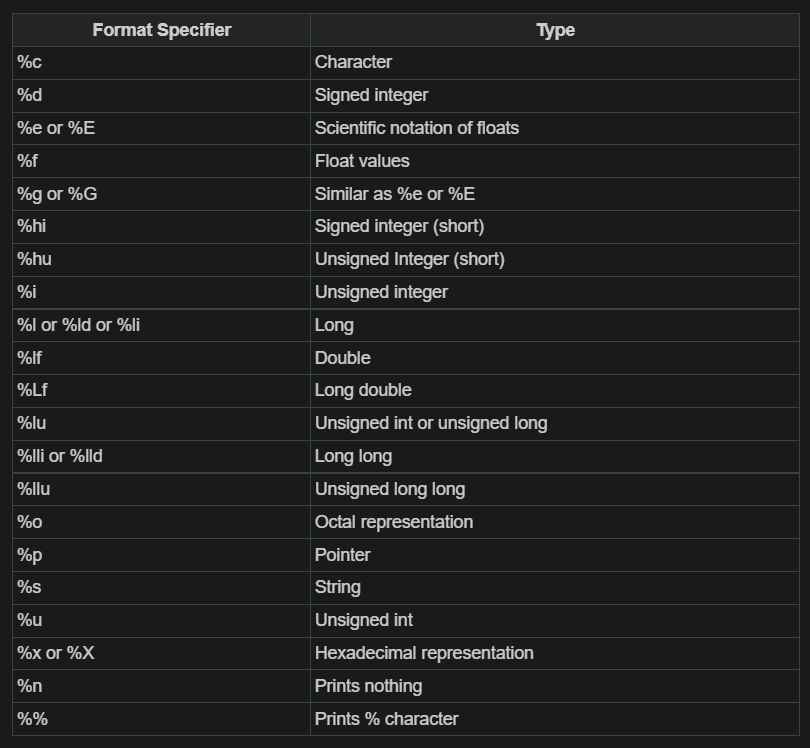 Format Specifier Type
%c Character
%d Signed integer
%e or %E Scientific notation of floats
%f Float values
%g or %G Similar as %e or %E
%hi Signed integer (short)
%hu Unsigned Integer (short)
%i Unsigned integer
%l or %ld or %li Long
%lf Double
%Lf Long double
%lu Unsigned int or unsigned long
%lli or %lld Long long
%llu Unsigned long long
%o Octal representation
%p Pointer
%s String
%u Unsigned int
%x or %X Hexadecimal representation
%n Prints nothing
%% Prints % character